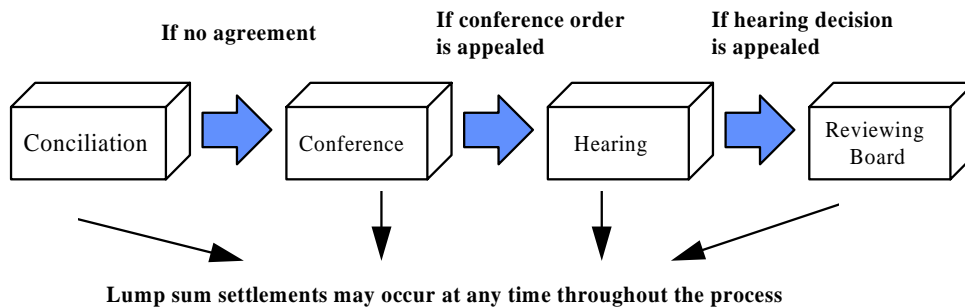 If no agreement
If conference order
is appealed
If hearing decision
is appealed
Conciliation
Conference
Hearing
Reviewing
Board
Lump sum settlements may occur at any time throughout the process